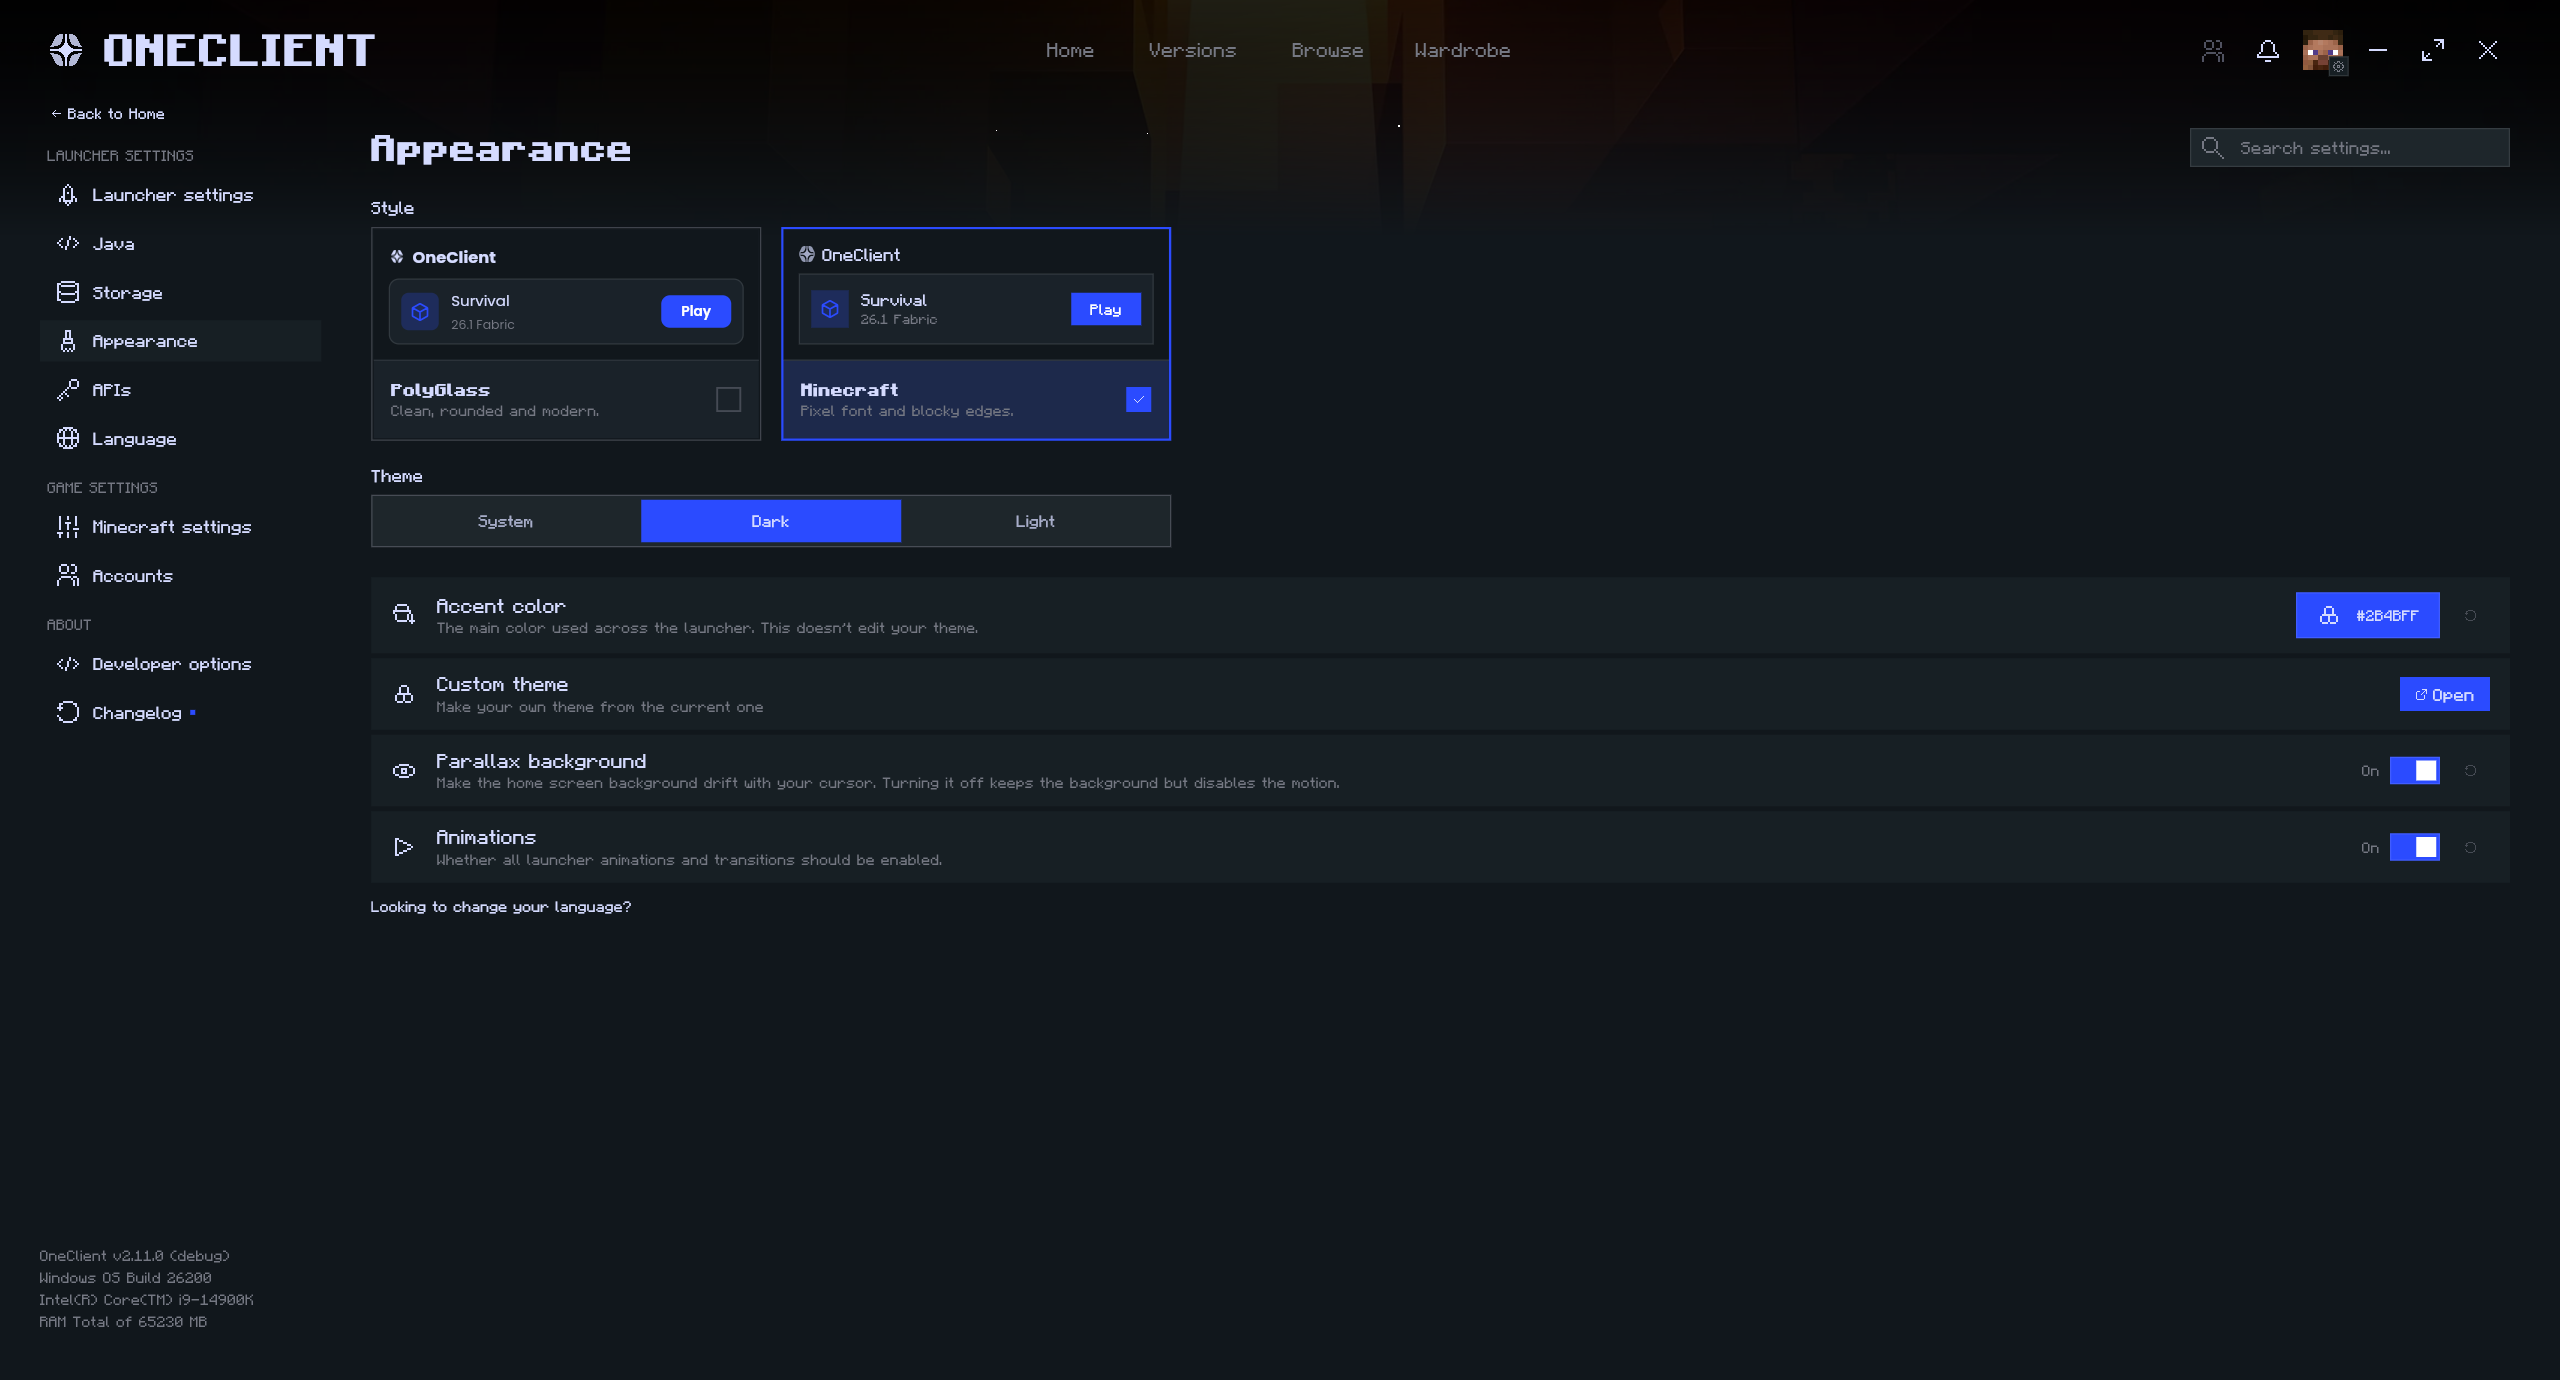 ONECLIENT
Home Versions Browse Wardrobe
← Back to Home
LAUNCHER SETTINGS
Launcher settings
Java
Storage
Appearance
APIs
Language
GAME SETTINGS
Minecraft settings
Accounts
ABOUT
Developer options
Changelog
OneClient v2.11.0 (debug)
Windows OS Build 26200
Intel(R) Core(TM) i9-14900K
RAM Total of 65230 MB
Appearance
Search settings...
Style
OneClient
Survival
26.1 Fabric
Play
PolyGlass
Clean, rounded and modern.
OneClient
Survival
26.1 Fabric
Play
Minecraft
Pixel font and blocky edges.
Theme
System Dark Light
Accent color
The main color used across the launcher. This doesn't edit your theme.
#2B4BFF
Custom theme
Make your own theme from the current one
Open
Parallax background
Make the home screen background drift with your cursor. Turning it off keeps the background but disables the motion.
On
Animations
Whether all launcher animations and transitions should be enabled.
On
Looking to change your language?